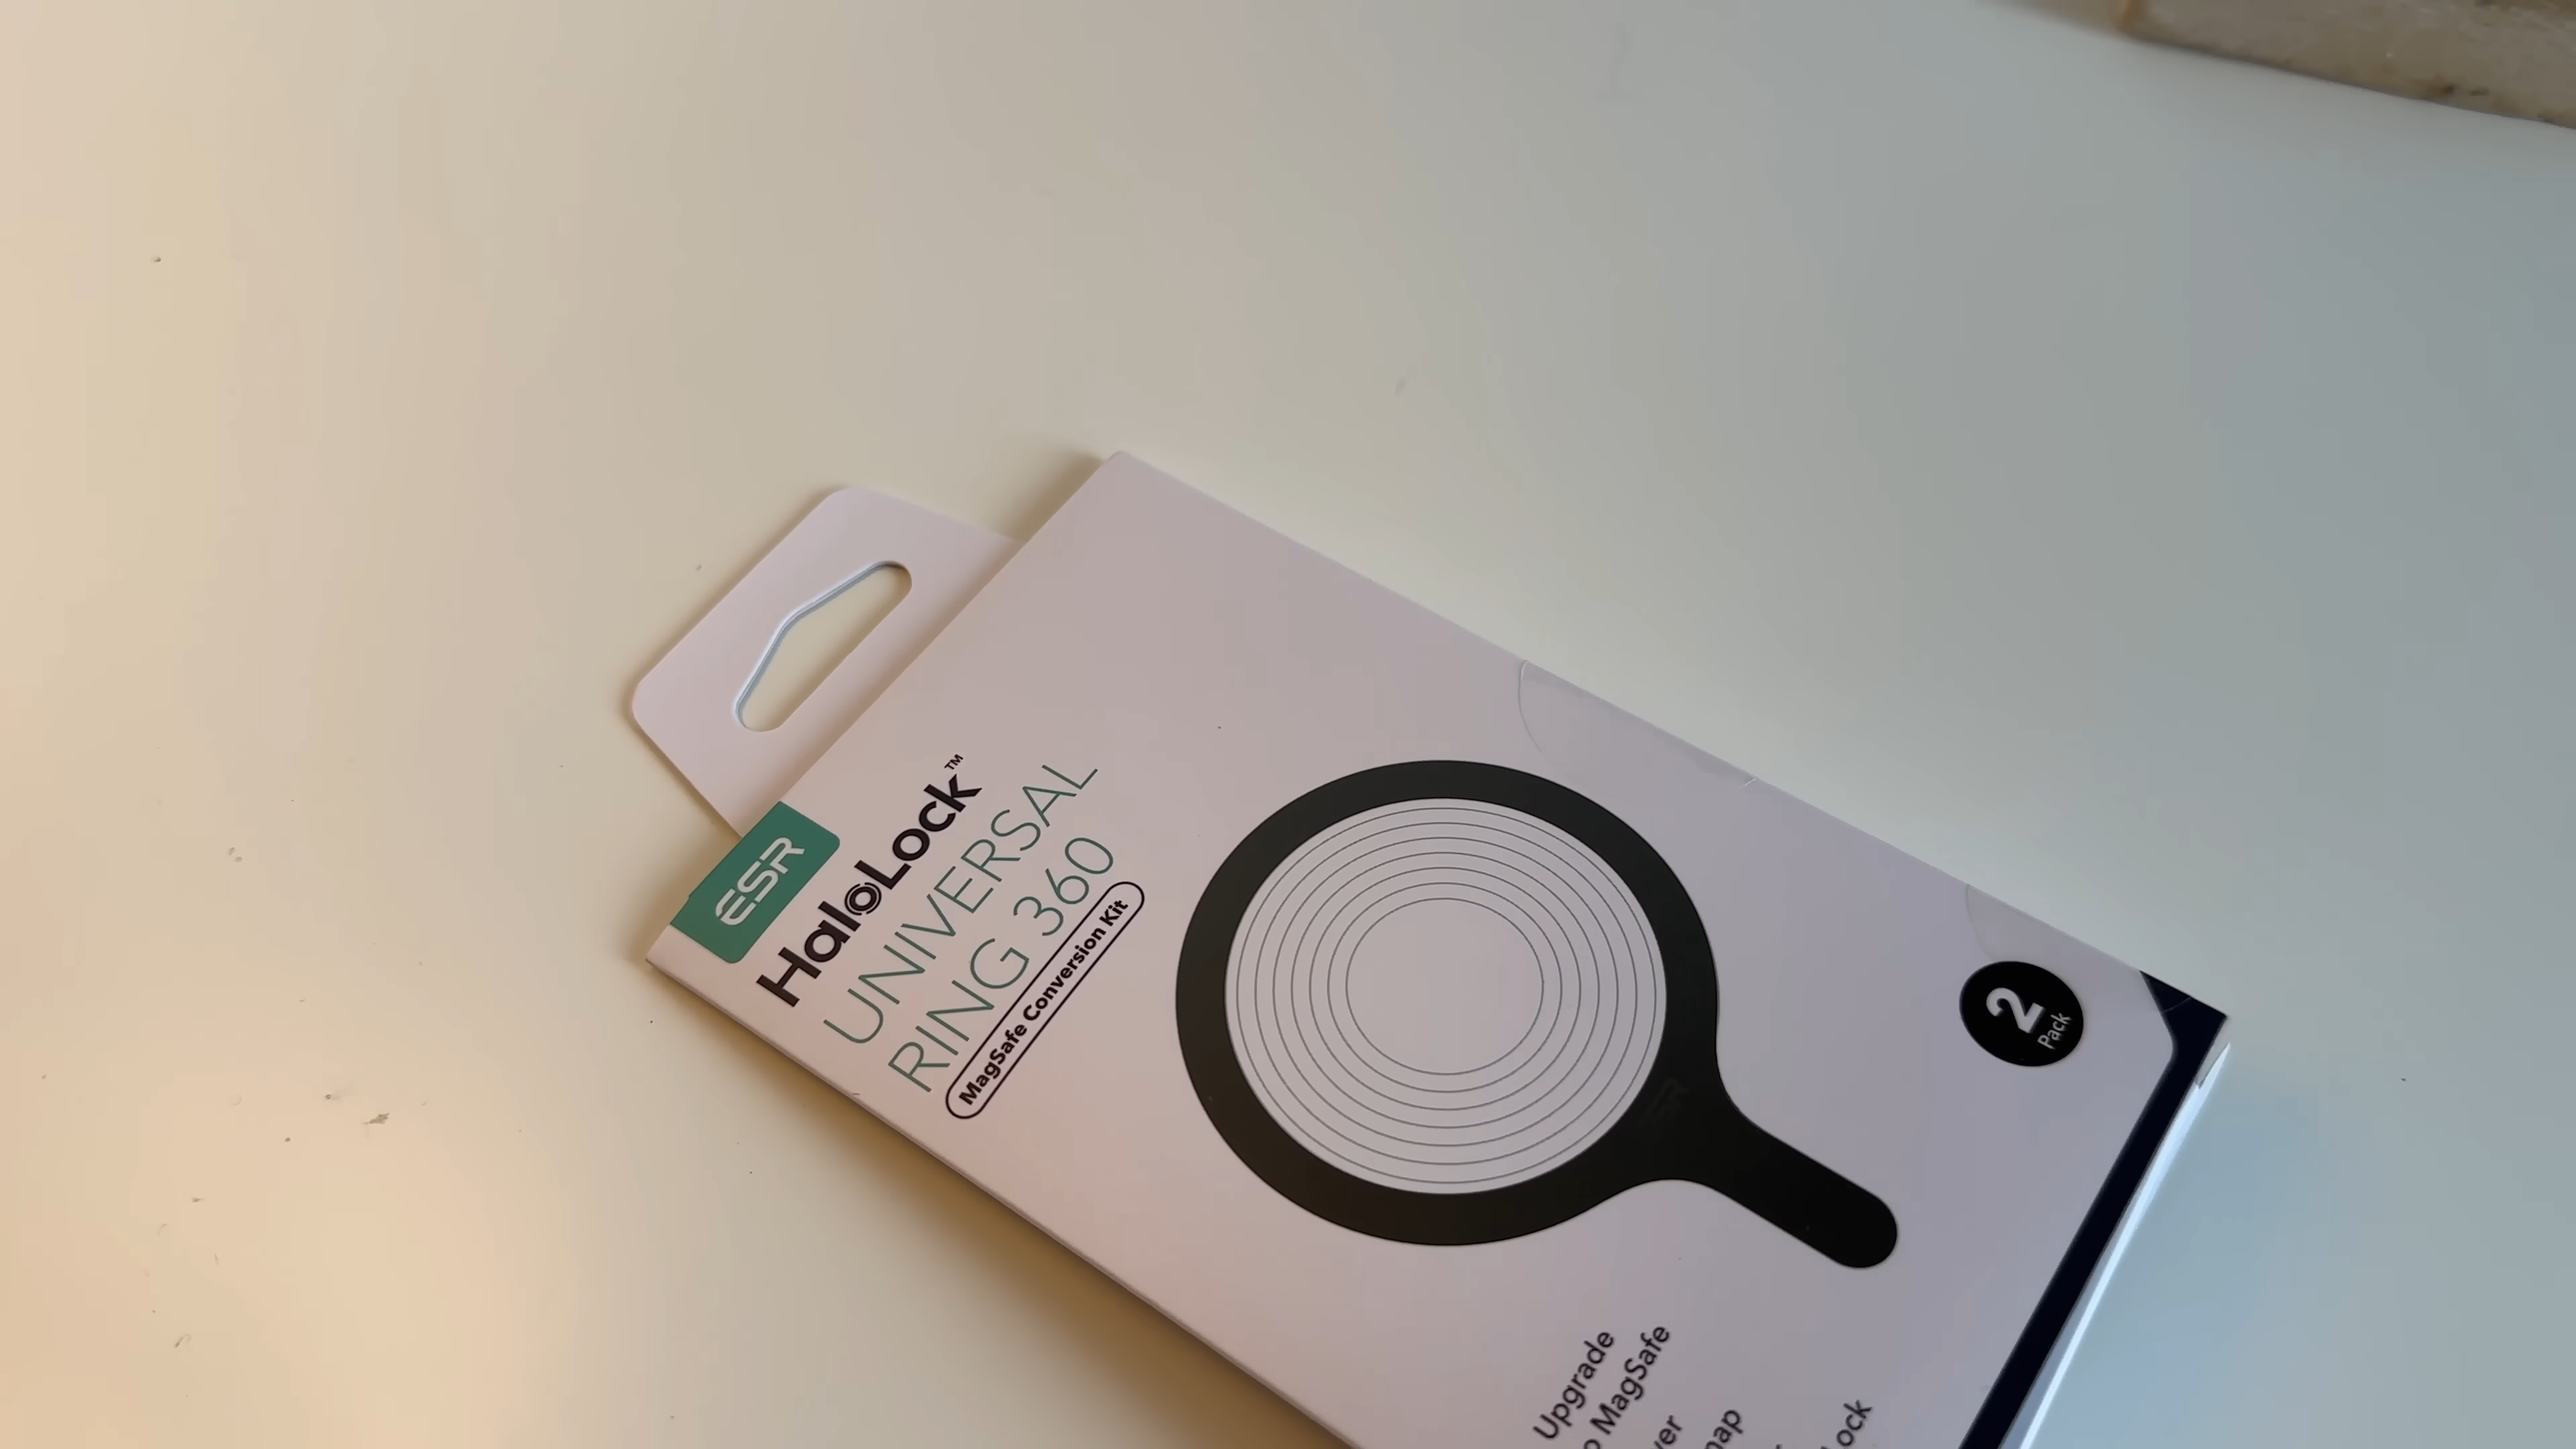 ESR
HaloLock™
UNIVERSAL
RING 360
MagSafe Conversion Kit
2
Pack
Upgrade
MagSafe